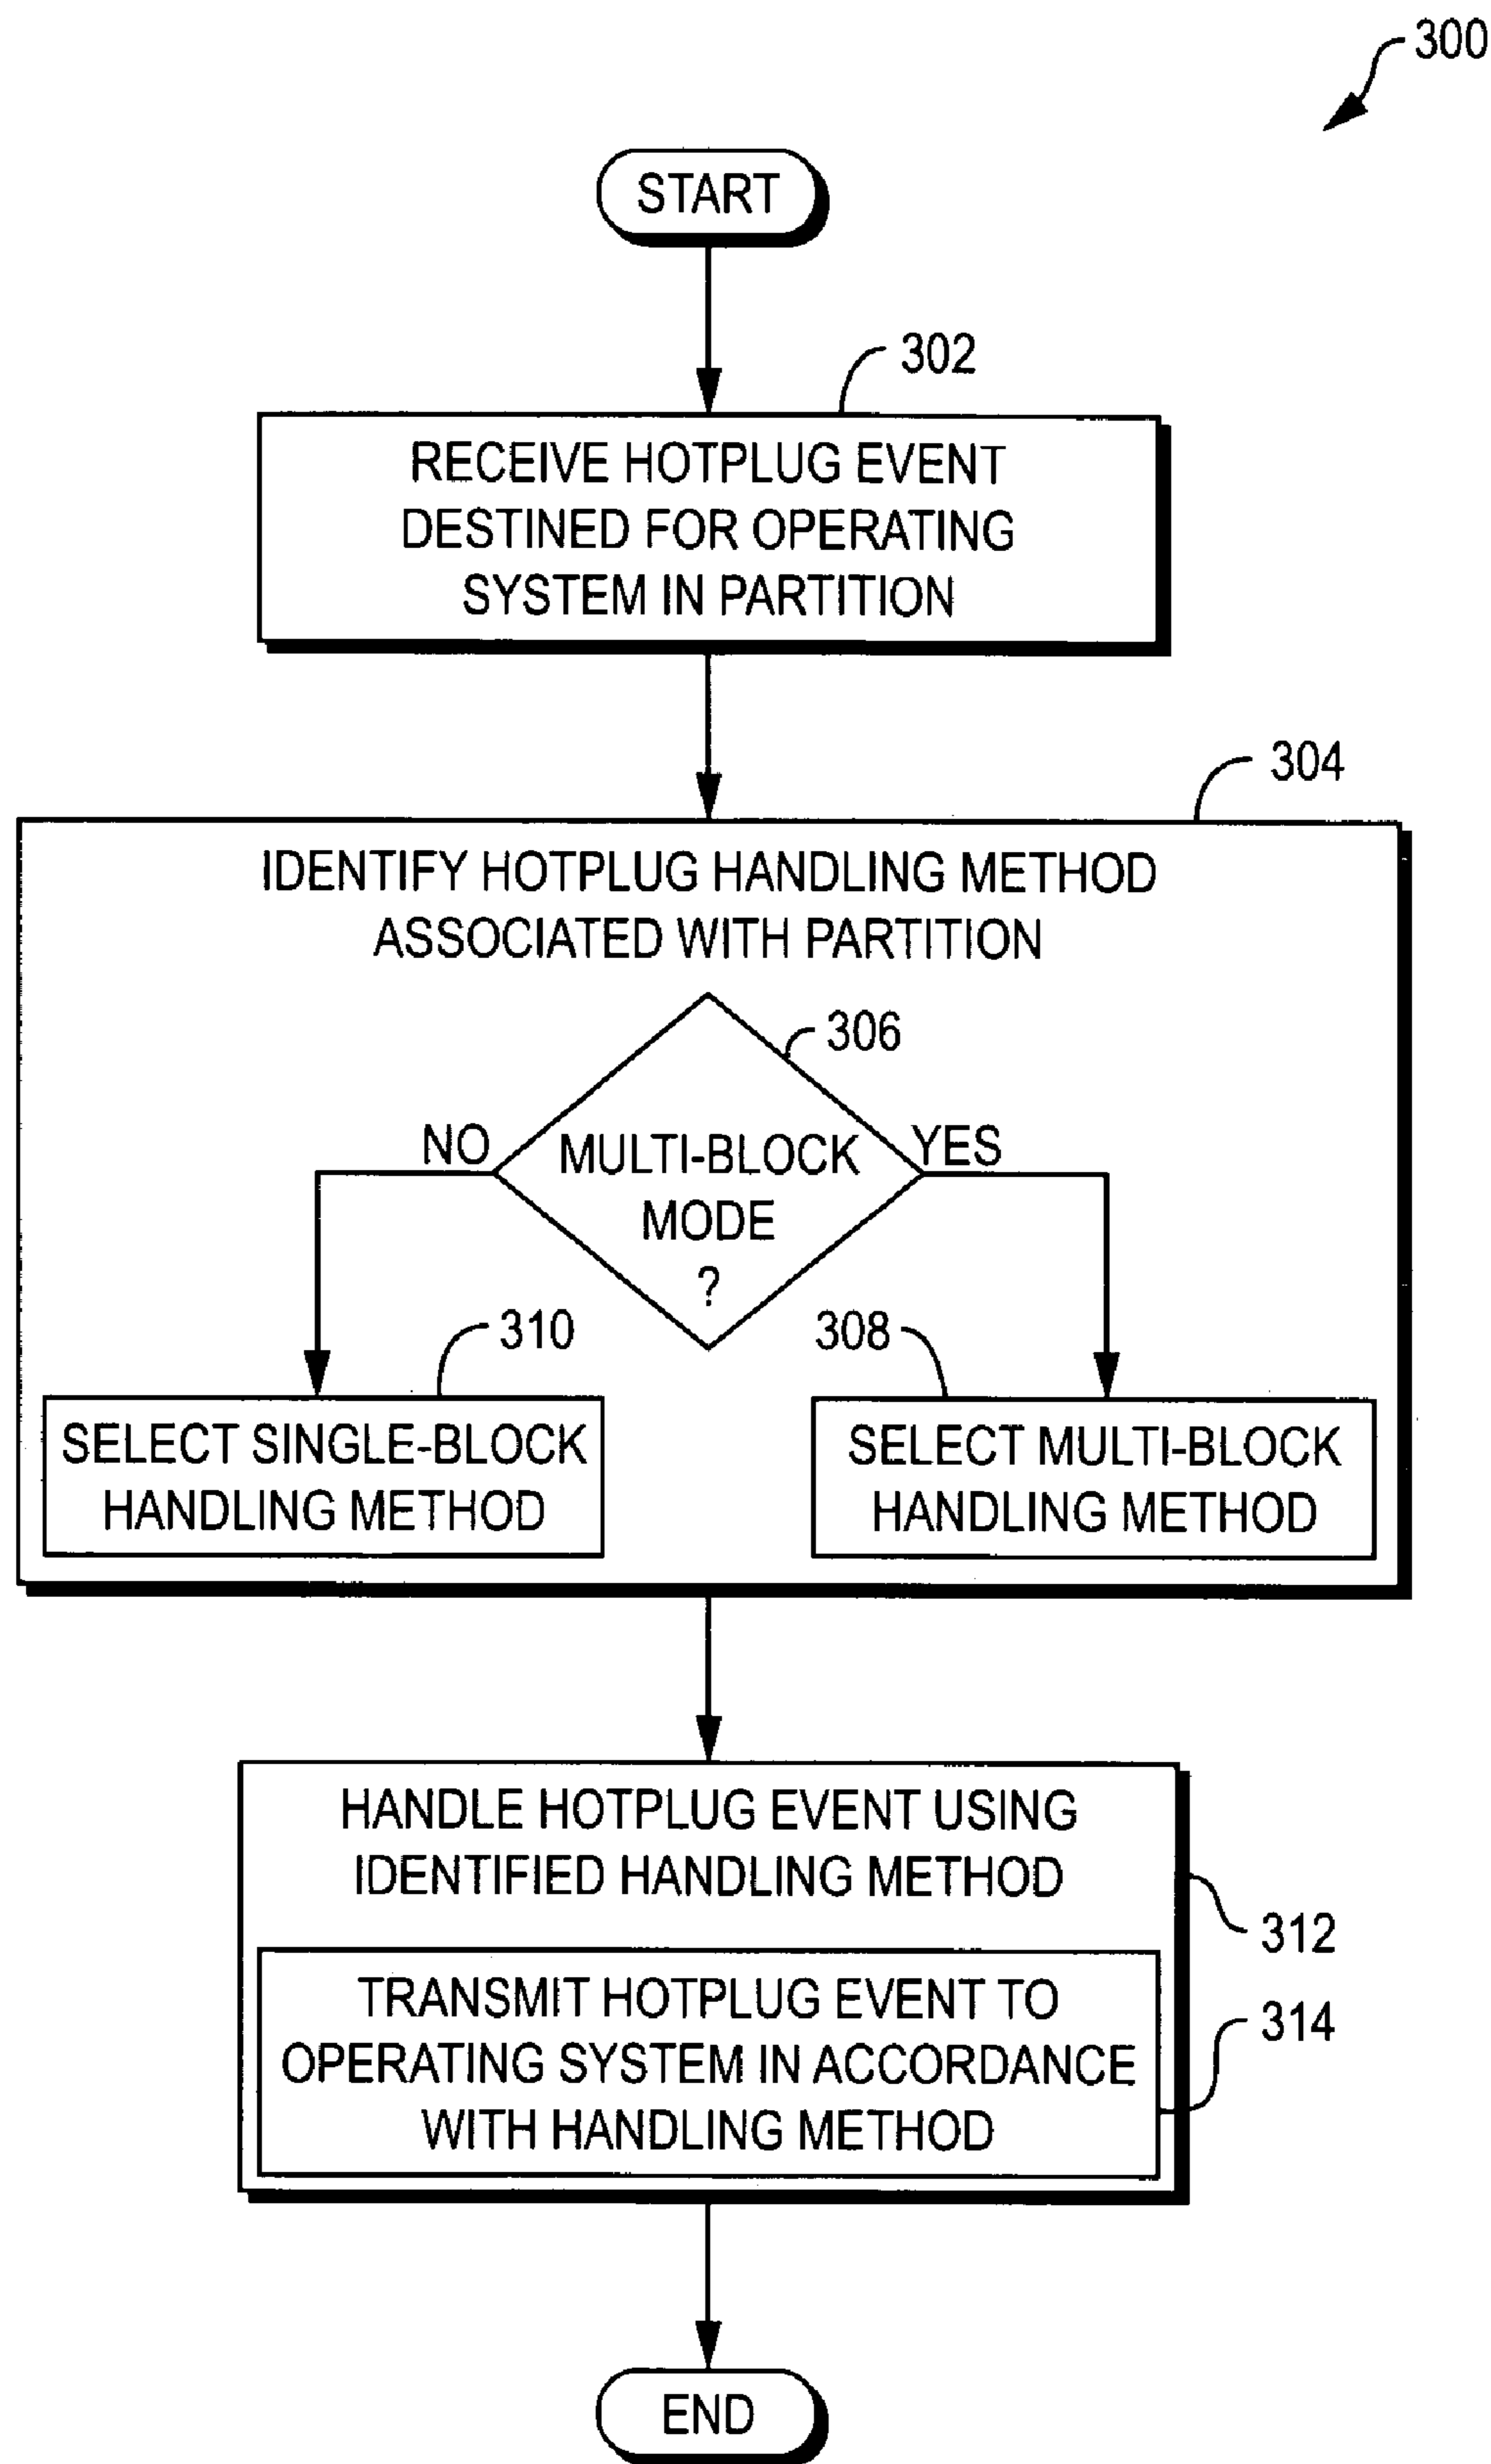 300
START
302
RECEIVE HOTPLUG EVENT
DESTINED FOR OPERATING
SYSTEM IN PARTITION
304
IDENTIFY HOTPLUG HANDLING METHOD
ASSOCIATED WITH PARTITION
306
NO
YES
MULTI-BLOCK
MODE
?
310
308
SELECT SINGLE-BLOCK
HANDLING METHOD
SELECT MULTI-BLOCK
HANDLING METHOD
HANDLE HOTPLUG EVENT USING
IDENTIFIED HANDLING METHOD
312
TRANSMIT HOTPLUG EVENT TO
OPERATING SYSTEM IN ACCORDANCE
WITH HANDLING METHOD
314
END